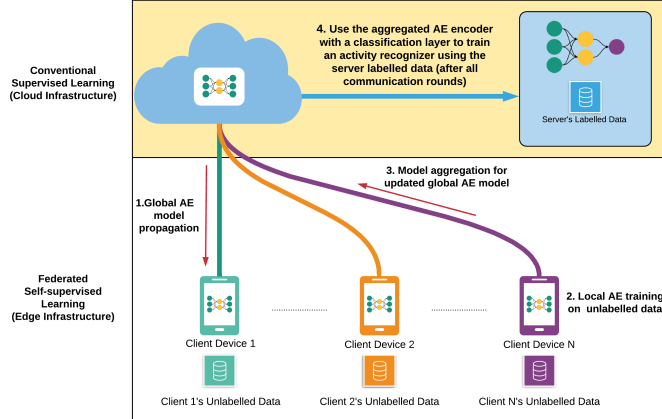 4. Use the aggregated AE encoder
with a classification layer to train
an activity recognizer using the
server labelled data (after all
communication rounds)
Conventional
Supervised Learning
(Cloud Infrastructure)
Server's Labelled Data
3. Model aggregation for
updated global AE model
1.Global AE
model
propagation
Federated
Self-supervised
Learning
(Edge Infrastructure)
2. Local AE training
on unlabelled data
Client Device 1
Client Device 2
Client Device N
Client 1's Unlabelled Data
Client 2's Unlabelled Data
Client N's Unlabelled Data